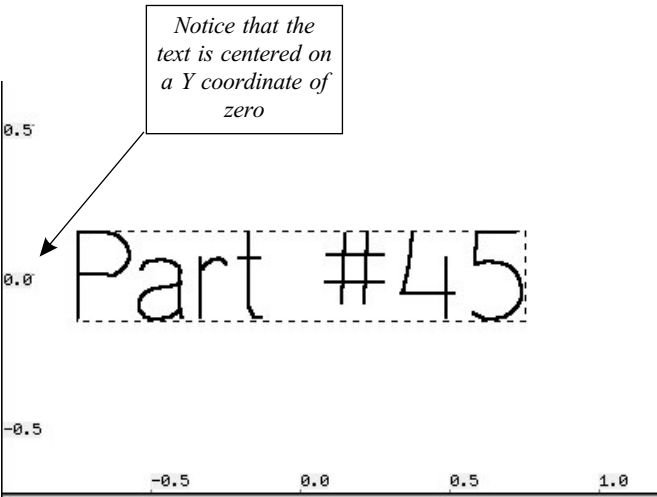 Notice that the
text is centered on
a Y coordinate of
zero
0.5
Part #45
0.0
-0.5
-0.5 0.0 0.5 1.0